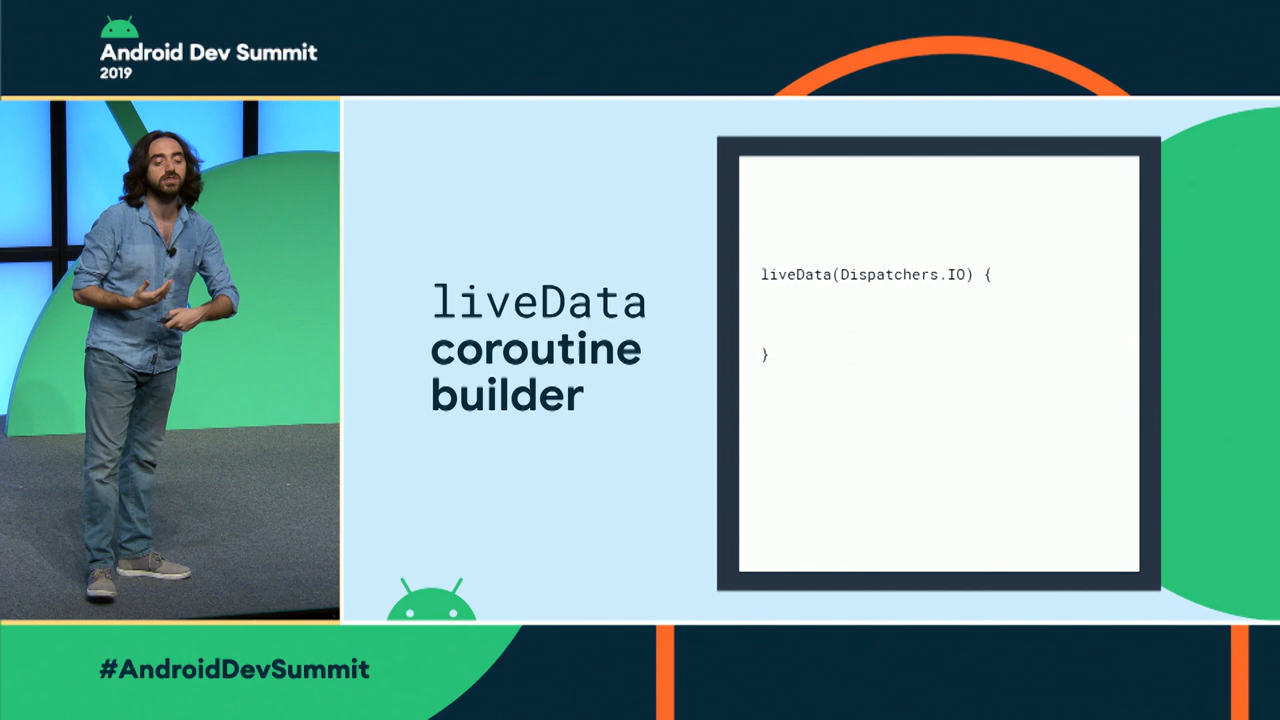 Android Dev Summit
2019
liveData
coroutine
builder
liveData(Dispatchers.IO) {
}
#AndroidDevSummit